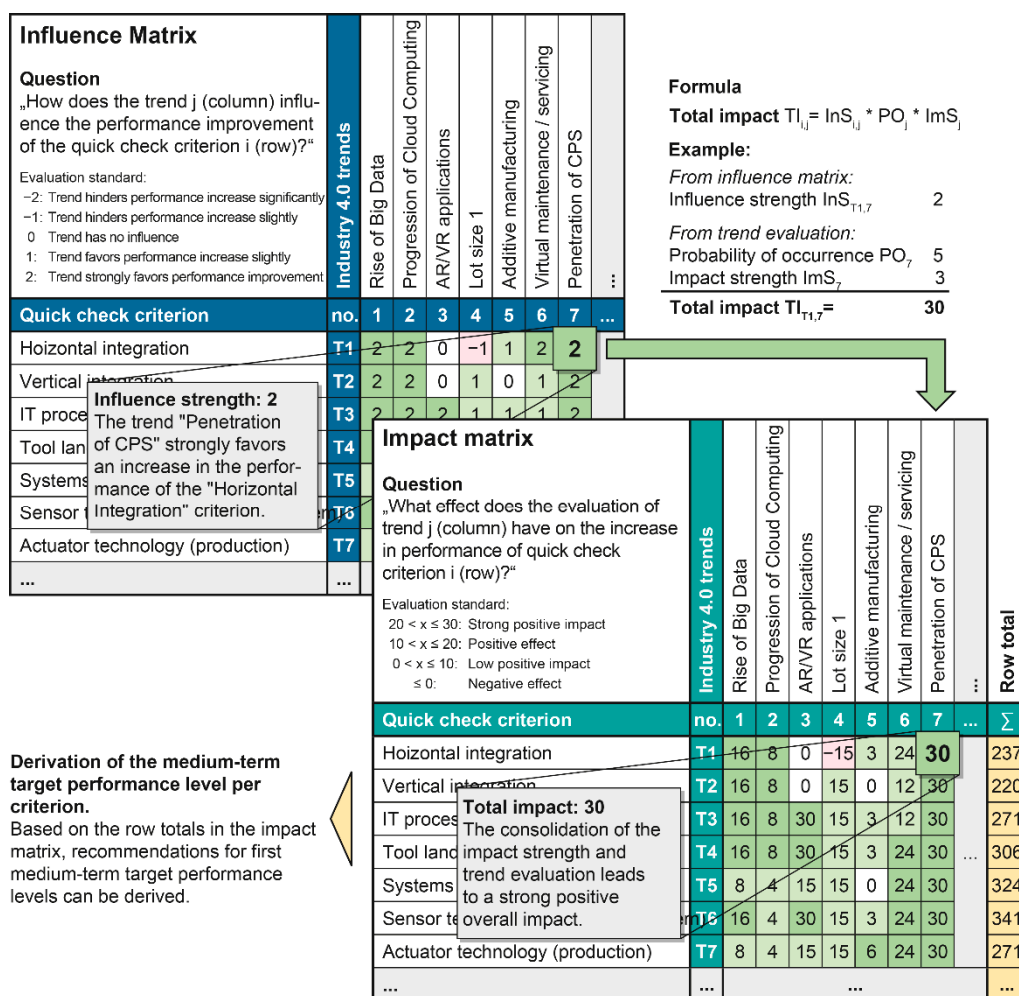 Influence Matrix
Question
„How does the trend j (column) influ-
ence the performance improvement
of the quick check criterion i (row)?“
Evaluation standard:
−2: Trend hinders performance increase significantly
−1: Trend hinders performance increase slightly
0 Trend has no influence
1: Trend favors performance increase slightly
2: Trend strongly favors performance improvement
Industry 4.0 trends
Rise of Big Data
Progression of Cloud Computing
AR/VR applications
Lot size 1
Additive manufacturing
Virtual maintenance / servicing
Penetration of CPS
...
Quick check criterion no. 1 2 3 4 5 6 7 ...
Hoizontal integration T1 2 2 0 −1 1 2 2
Vertical integration T2 2 2 0 1 0 1 2
IT proce T3 2 2 2 1 1 1 2
Tool lan T4
Systems T5
Sensor t T6
Actuator technology (production) T7
... ...
Influence strength: 2
The trend "Penetration
of CPS" strongly favors
an increase in the perfor-
mance of the "Horizontal
Integration" criterion.
Formula
Total impact TIi,j= InSi,j * POj * ImSj
Example:
From influence matrix:
Influence strength InST1,7 2
From trend evaluation:
Probability of occurrence PO7 5
Impact strength ImS7 3
Total impact TIT1,7= 30
Impact matrix
Question
„What effect does the evaluation of
trend j (column) have on the increase
in performance of quick check
criterion i (row)?“
Evaluation standard:
20 < x ≤ 30: Strong positive impact
10 < x ≤ 20: Positive effect
0 < x ≤ 10: Low positive impact
≤ 0: Negative effect
Industry 4.0 trends
Rise of Big Data
Progression of Cloud Computing
AR/VR applications
Lot size 1
Additive manufacturing
Virtual maintenance / servicing
Penetration of CPS
...
Row total
Quick check criterion no. 1 2 3 4 5 6 7 ... ∑
Hoizontal integration T1 16 8 0 −15 3 24 30 237
Vertical integration T2 16 8 0 15 0 12 30 220
IT proces T3 16 8 30 15 3 12 30 271
Tool land T4 16 8 30 15 3 24 30 ... 306
Systems T5 8 4 15 15 0 24 30 324
Sensor te em) T6 16 4 30 15 3 24 30 341
Actuator technology (production) T7 8 4 15 15 6 24 30 271
... ... ... ...
Total impact: 30
The consolidation of the
impact strength and
trend evaluation leads
to a strong positive
overall impact.
Derivation of the medium-term
target performance level per
criterion.
Based on the row totals in the impact
matrix, recommendations for first
medium-term target performance
levels can be derived.